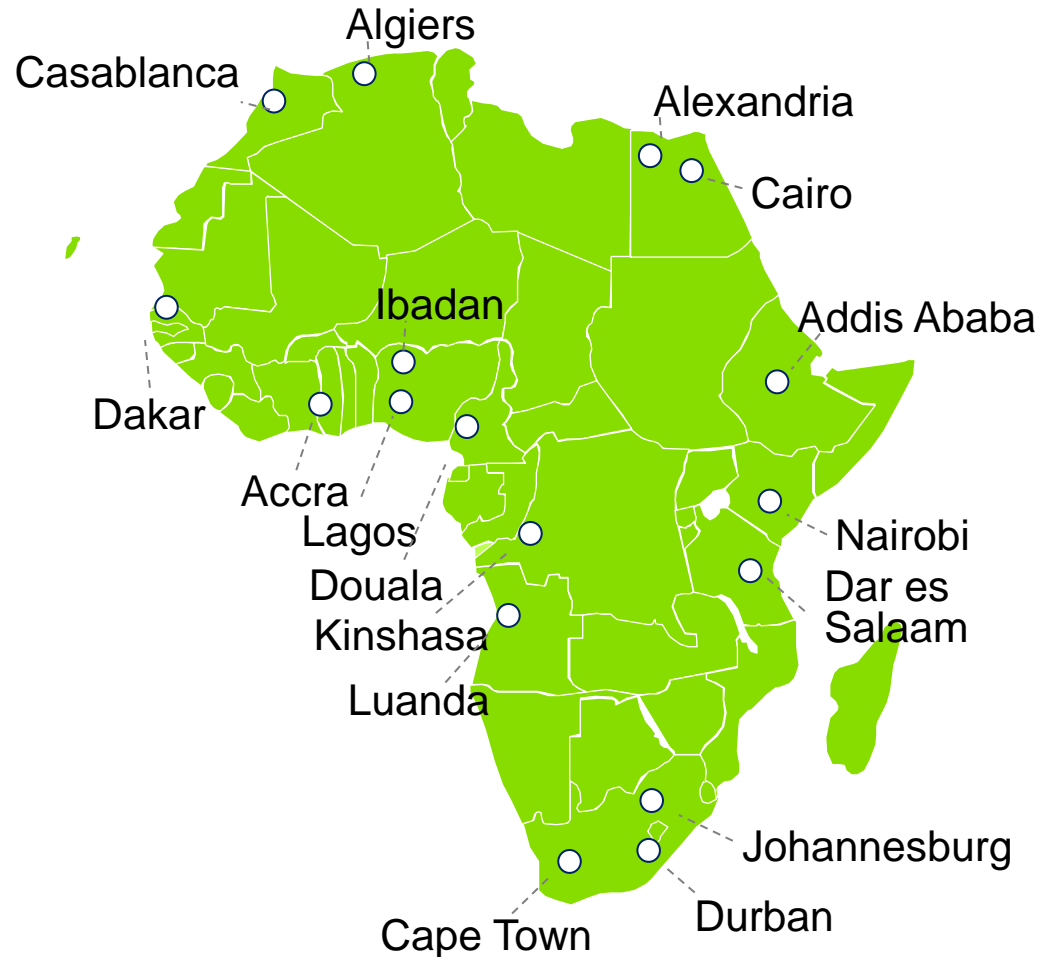 Algiers
Casablanca
Alexandria
Cairo
Ibadan
Addis Ababa
Dakar
Accra
Lagos
Nairobi
Douala
Dar es
Salaam
Kinshasa
Luanda
Johannesburg
Durban
Cape Town